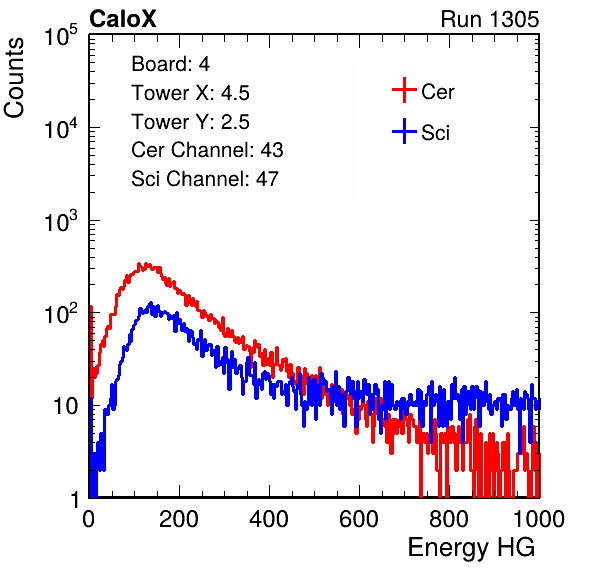 CaloX Run 1305
Board: 4
Tower X: 4.5
Tower Y: 2.5
Cer Channel: 43
Sci Channel: 47
Cer
Sci
Counts
10^5
10^4
10^3
10^2
10
1
0 200 400 600 800 1000
Energy HG